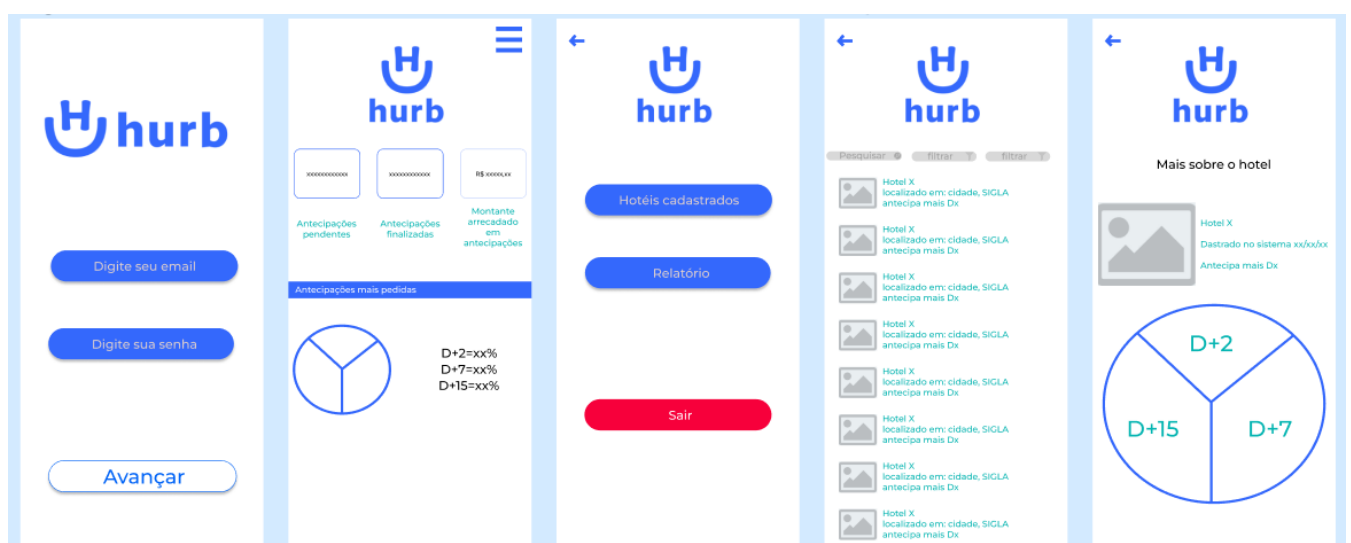 hurb
Digite seu email
Digite sua senha
Avançar
hurb
xxxxxxxxxxxx
xxxxxxxxxxxx
R$ xxxxx,xx
Antecipações
pendentes
Antecipações
finalizadas
Montante
arrecadado
em
antecipações
Antecipações mais pedidas
D+2=xx%
D+7=xx%
D+15=xx%
hurb
Hotéis cadastrados
Relatório
Sair
hurb
Pesquisar
filtrar
filtrar
Hotel X
localizado em: cidade, SIGLA
antecipa mais Dx
Hotel X
localizado em: cidade, SIGLA
antecipa mais Dx
Hotel X
localizado em: cidade, SIGLA
antecipa mais Dx
Hotel X
localizado em: cidade, SIGLA
antecipa mais Dx
Hotel X
localizado em: cidade, SIGLA
antecipa mais Dx
Hotel X
localizado em: cidade, SIGLA
antecipa mais Dx
Hotel X
localizado em: cidade, SIGLA
antecipa mais Dx
Hotel X
localizado em: cidade, SIGLA
antecipa mais Dx
hurb
Mais sobre o hotel
Hotel X
Dastrado no sistema xx/xx/xx
Antecipa mais Dx
D+2
D+15
D+7